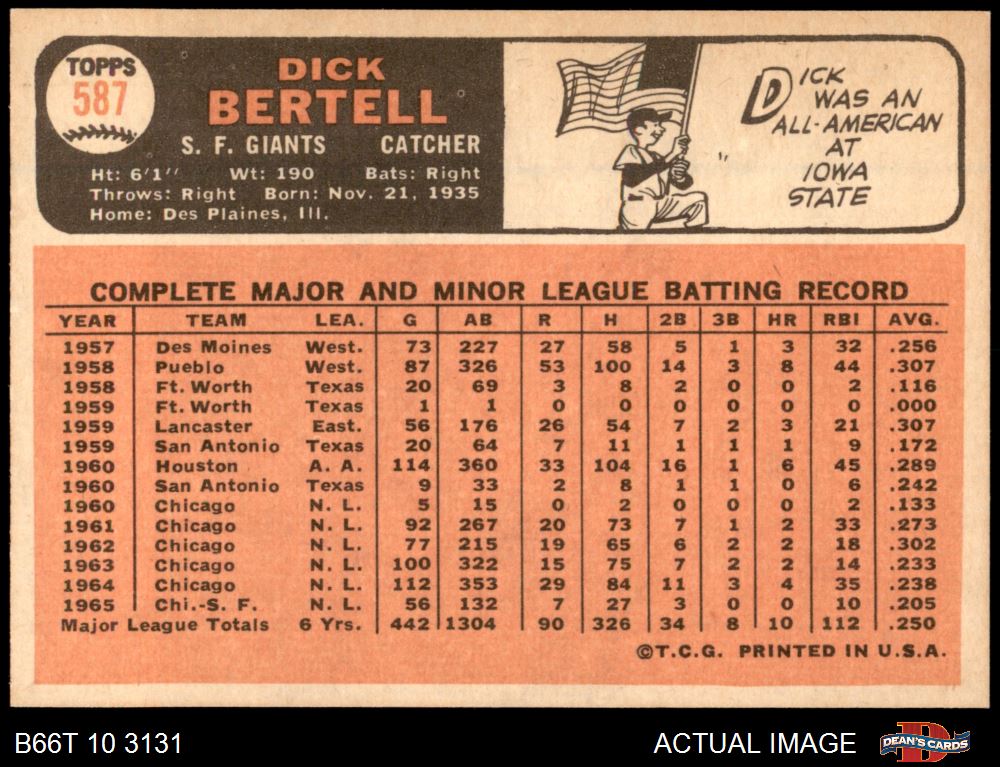 TOPPS
587
DICK
BERTELL
S. F. GIANTS CATCHER
Ht: 6'1'' Wt: 190 Bats: Right
Throws: Right Born: Nov. 21, 1935
Home: Des Plaines, Ill.
DICK
WAS AN
ALL-AMERICAN
AT
IOWA
STATE
COMPLETE MAJOR AND MINOR LEAGUE BATTING RECORD
YEAR TEAM LEA. G AB R H 2B 3B HR RBI AVG.
1957 Des Moines West. 73 227 27 58 5 1 3 32 .256
1958 Pueblo West. 87 326 53 100 14 3 8 44 .307
1958 Ft. Worth Texas 20 69 3 8 2 0 0 2 .116
1959 Ft. Worth Texas 1 1 0 0 0 0 0 0 .000
1959 Lancaster East. 56 176 26 54 7 2 3 21 .307
1959 San Antonio Texas 20 64 7 11 1 1 1 9 .172
1960 Houston A. A. 114 360 33 104 16 1 6 45 .289
1960 San Antonio Texas 9 33 2 8 1 1 0 6 .242
1960 Chicago N. L. 5 15 0 2 0 0 0 2 .133
1961 Chicago N. L. 92 267 20 73 7 1 2 33 .273
1962 Chicago N. L. 77 215 19 65 6 2 2 18 .302
1963 Chicago N. L. 100 322 15 75 7 2 2 14 .233
1964 Chicago N. L. 112 353 29 84 11 3 4 35 .238
1965 Chi.-S. F. N. L. 56 132 7 27 3 0 0 10 .205
Major League Totals 6 Yrs. 442 1304 90 326 34 8 10 112 .250
©T.C.G. PRINTED IN U.S.A.
B66T 10 3131 ACTUAL IMAGE DEAN'S CARDS